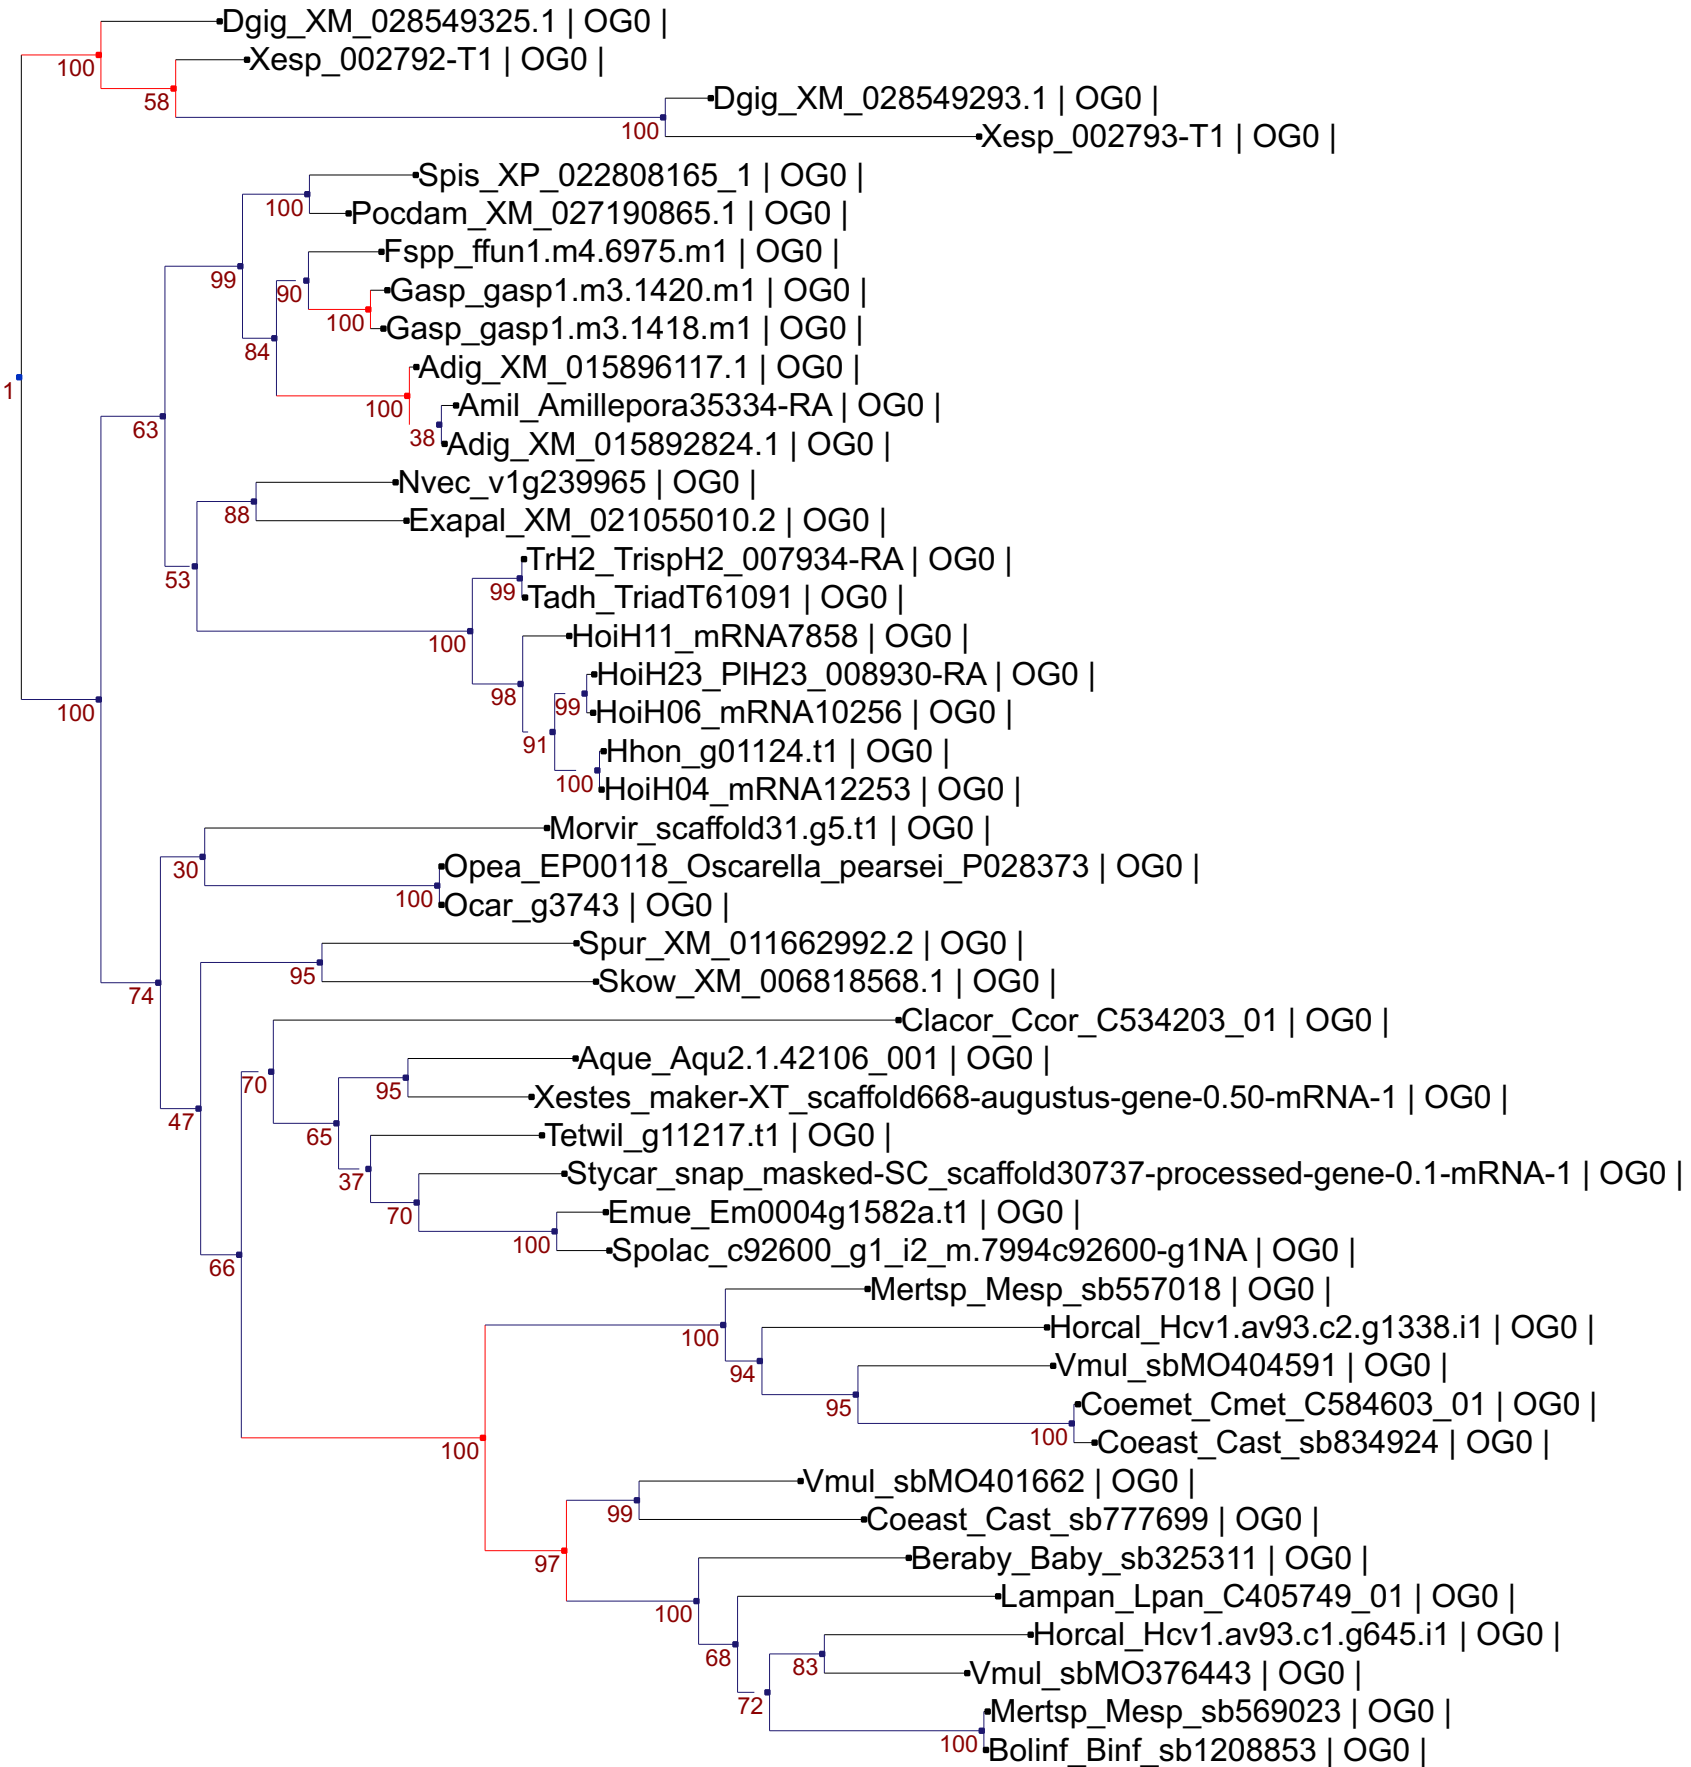 Dgig_XM_028549325.1 | OG0 |
100
Xesp_002792-T1 | OG0 |
58
Dgig_XM_028549293.1 | OG0 |
100
Xesp_002793-T1 | OG0 |
Spis_XP_022808165_1 | OG0 |
100
Pocdam_XM_027190865.1 | OG0 |
Fspp_ffun1.m4.6975.m1 | OG0 |
99
90
Gasp_gasp1.m3.1420.m1 | OG0 |
100
Gasp_gasp1.m3.1418.m1 | OG0 |
84
Adig_XM_015896117.1 | OG0 |
1
100
Amil_Amillepora35334-RA | OG0 |
63
38
Adig_XM_015892824.1 | OG0 |
Nvec_v1g239965 | OG0 |
88
Exapal_XM_021055010.2 | OG0 |
TrH2_TrispH2_007934-RA | OG0 |
53
99
Tadh_TriadT61091 | OG0 |
100
HoiH11_mRNA7858 | OG0 |
HoiH23_PlH23_008930-RA | OG0 |
98
99
HoiH06_mRNA10256 | OG0 |
100
91
Hhon_g01124.t1 | OG0 |
100
HoiH04_mRNA12253 | OG0 |
Morvir_scaffold31.g5.t1 | OG0 |
30
Opea_EP00118_Oscarella_pearsei_P028373 | OG0 |
100
Ocar_g3743 | OG0 |
Spur_XM_011662992.2 | OG0 |
95
Skow_XM_006818568.1 | OG0 |
74
Clacor_Ccor_C534203_01 | OG0 |
Aque_Aqu2.1.42106_001 | OG0 |
70
95
Xestes_maker-XT_scaffold668-augustus-gene-0.50-mRNA-1 | OG0 |
47
65
Tetwil_g11217.t1 | OG0 |
37
Stycar_snap_masked-SC_scaffold30737-processed-gene-0.1-mRNA-1 | OG0 |
70
Emue_Em0004g1582a.t1 | OG0 |
100
Spolac_c92600_g1_i2_m.7994c92600-g1NA | OG0 |
66
Mertsp_Mesp_sb557018 | OG0 |
100
Horcal_Hcv1.av93.c2.g1338.i1 | OG0 |
94
Vmul_sbMO404591 | OG0 |
95
Coemet_Cmet_C584603_01 | OG0 |
100
Coeast_Cast_sb834924 | OG0 |
100
Vmul_sbMO401662 | OG0 |
99
Coeast_Cast_sb777699 | OG0 |
97
Beraby_Baby_sb325311 | OG0 |
Lampan_Lpan_C405749_01 | OG0 |
100
Horcal_Hcv1.av93.c1.g645.i1 | OG0 |
68
83
Vmul_sbMO376443 | OG0 |
72
Mertsp_Mesp_sb569023 | OG0 |
100
Bolinf_Binf_sb1208853 | OG0 |